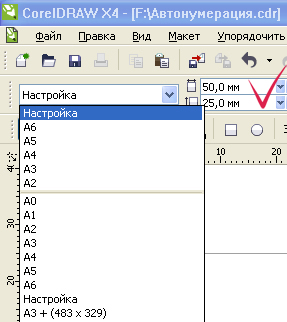 CorelDRAW X4 - [F:\Автонумерация.cdr]
Файл Правка Вид Макет Упорядочить
Настройка
50,0 мм
25,0 мм
Настройка
A6
A5
A4
A3
A2
A0
A1
A2
A3
A4
A5
A6
Настройка
A3 + (483 x 329)
10 20
30
20